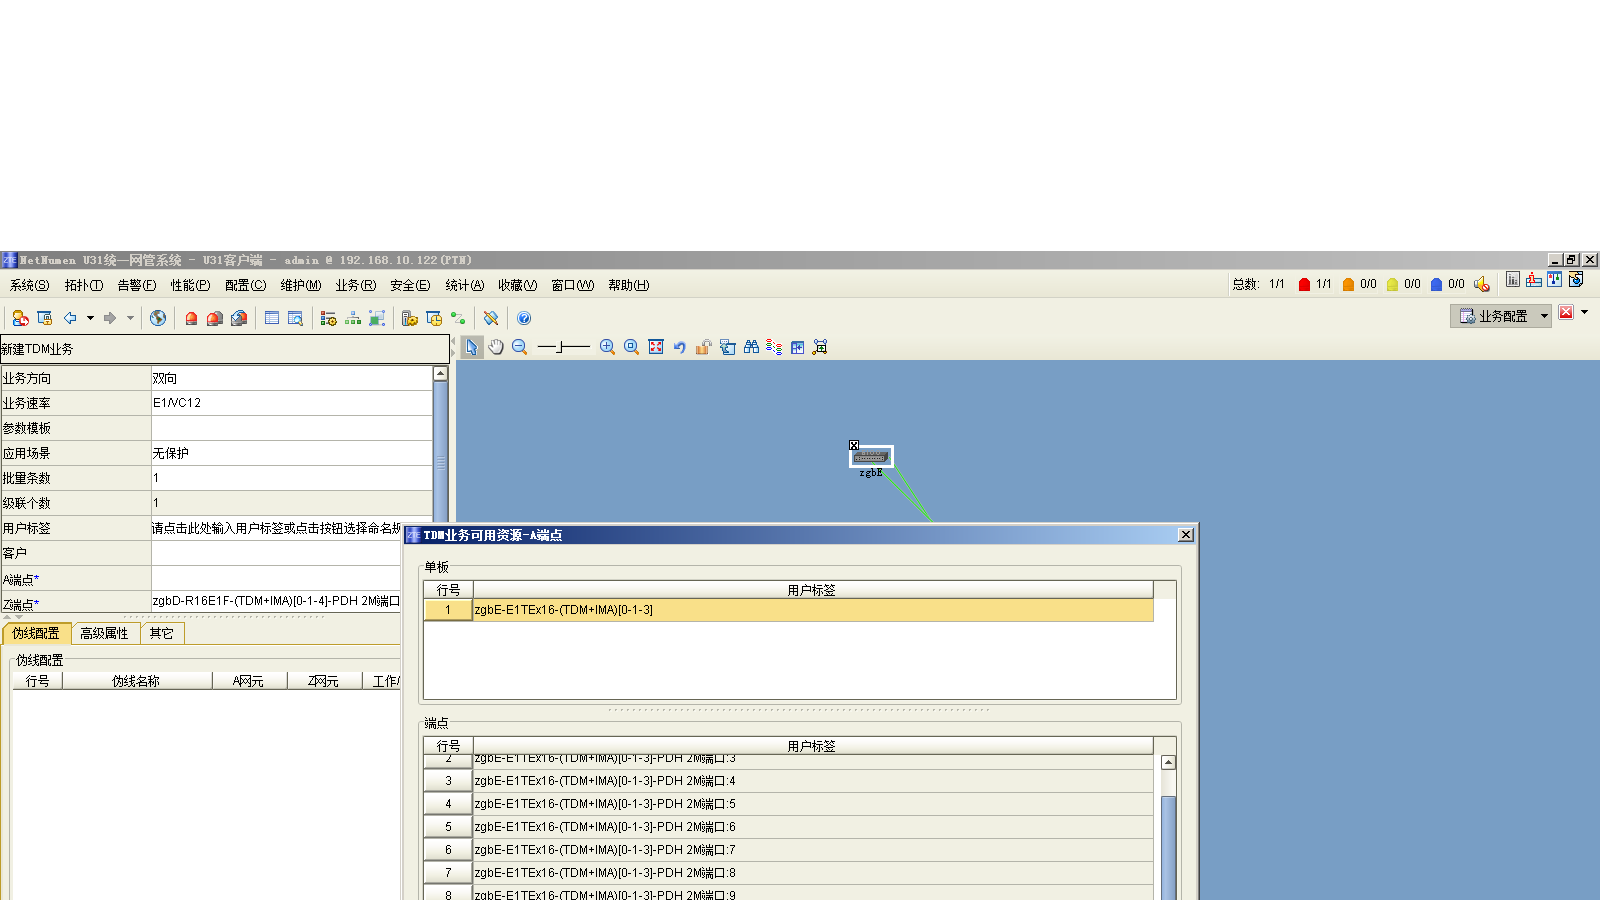 NetNumen U31统一网管系统 - U31客户端 - admin @ 192.168.10.122(PTN)
系统(S) 拓扑(T) 告警(F) 性能(P) 配置(C) 维护(M) 业务(R) 安全(E) 统计(A) 收藏(V) 窗口(W) 帮助(H) 总数: 1/1 1/1 0/0 0/0 0/0
业务配置
新建TDM业务
业务方向 双向
业务速率 E1/VC12
参数模板
应用场景 无保护
批量条数 1
级联个数 1
用户标签 请点击此处输入用户标签或点击按钮选择命名规
客户
A端点*
Z端点* zgbD-R16E1F-(TDM+IMA)[0-1-4]-PDH 2M端口
伪线配置 高级属性 其它
伪线配置
行号 伪线名称 A网元 Z网元 工作/
zgbE
TDM业务可用资源-A端点
单板
行号 用户标签
1 zgbE-E1TEx16-(TDM+IMA)[0-1-3]
端点
行号 用户标签
2 zgbE-E1TEx16-(TDM+IMA)[0-1-3]-PDH 2M端口:3
3 zgbE-E1TEx16-(TDM+IMA)[0-1-3]-PDH 2M端口:4
4 zgbE-E1TEx16-(TDM+IMA)[0-1-3]-PDH 2M端口:5
5 zgbE-E1TEx16-(TDM+IMA)[0-1-3]-PDH 2M端口:6
6 zgbE-E1TEx16-(TDM+IMA)[0-1-3]-PDH 2M端口:7
7 zgbE-E1TEx16-(TDM+IMA)[0-1-3]-PDH 2M端口:8
8 zgbE-E1TEx16-(TDM+IMA)[0-1-3]-PDH 2M端口:9